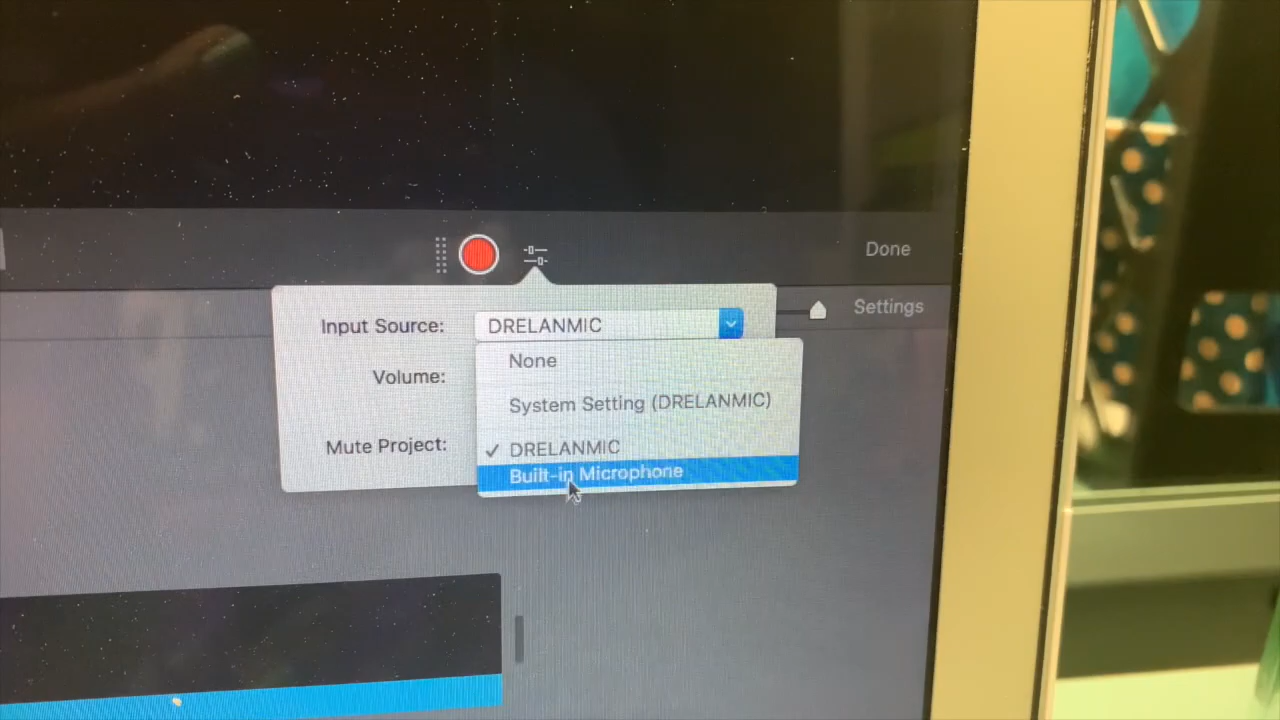 Done
Settings
Input Source: DRELANMIC
None
Volume:
System Setting (DRELANMIC)
Mute Project: ✓ DRELANMIC
Built-in Microphone